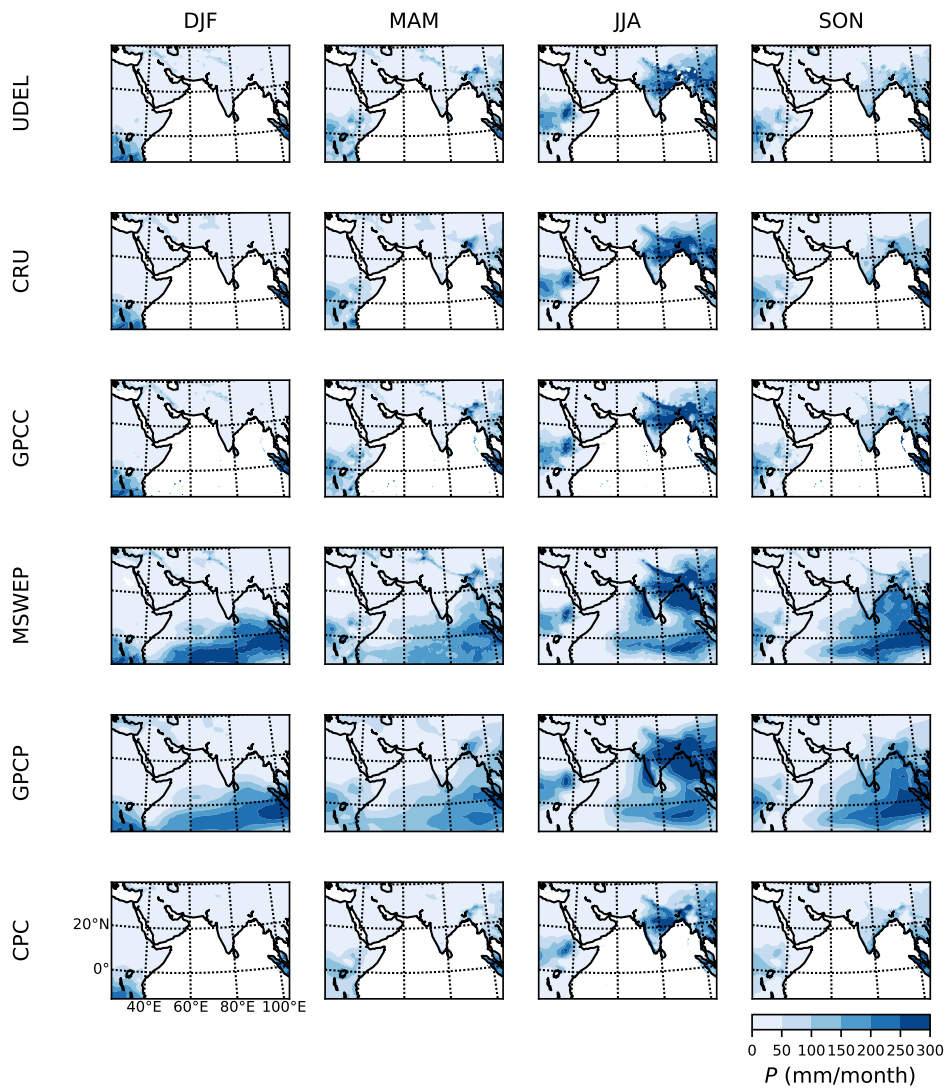 DJF MAM JJA SON
UDEL
CRU
GPCC
MSWEP
GPCP
CPC
20°N
0°
40°E 60°E 80°E 100°E
0 50 100 150 200 250 300
P (mm/month)